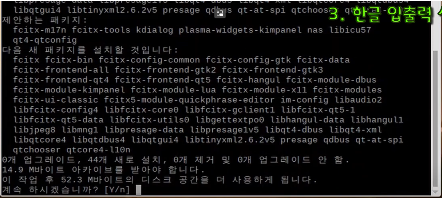 libqtgui4 libtinyxml2.6.2v5 presage qdbus qt-at-spi qtchooser
3. 한글 입출력
제안하는 패키지:
fcitx-m17n fcitx-tools kdialog plasma-widgets-kimpanel nas libicu57
qt4-qtconfig
다음 새 패키지를 설치할 것입니다:
fcitx fcitx-bin fcitx-config-common fcitx-config-gtk fcitx-data
fcitx-frontend-all fcitx-frontend-gtk2 fcitx-frontend-gtk3
fcitx-frontend-qt4 fcitx-frontend-qt5 fcitx-hangul fcitx-module-dbus
fcitx-module-kimpanel fcitx-module-lua fcitx-module-x11 fcitx-modules
fcitx-ui-classic fcitx5-module-quickphrase-editor im-config libaudio2
libfcitx-config4 libfcitx-core0 libfcitx-gclient1 libfcitx-qt5-1
libfcitx-qt5-data libfcitx-utils0 libgettextpo0 libhangul-data libhangul1
libjpeg8 libmng1 libpresage-data libpresage1v5 libqt4-dbus libqt4-xml
libqtcore4 libqtdbus4 libqtgui4 libtinyxml2.6.2v5 presage qdbus qt-at-spi
qtchooser qtcore4-l10n
0개 업그레이드, 44개 새로 설치, 0개 제거 및 0개 업그레이드 안 함.
14.9 M바이트 아카이브를 받아야 합니다.
이 작업 후 52.3 M바이트의 디스크 공간을 더 사용하게 됩니다.
계속 하시겠습니까? [Y/n]